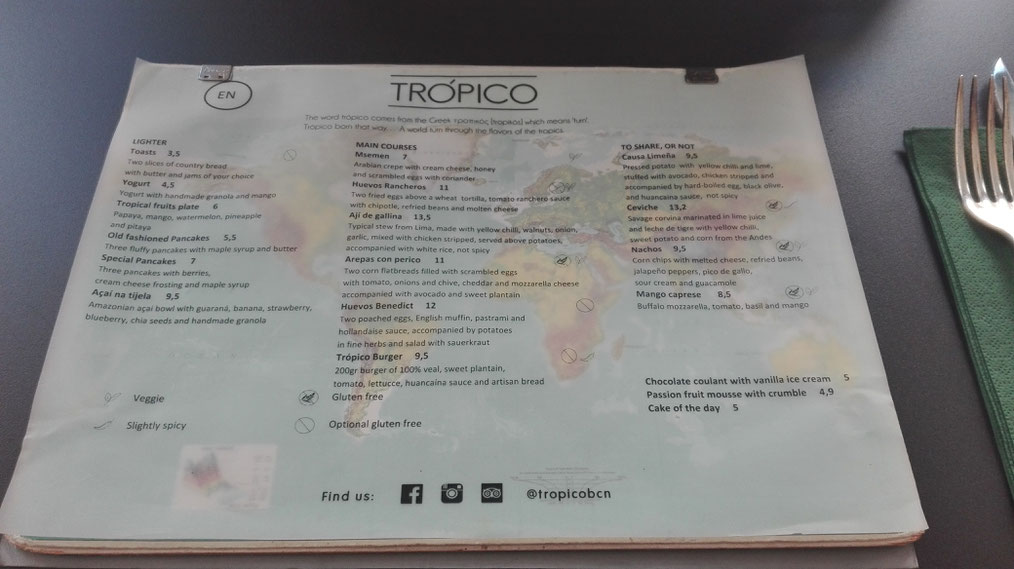 EN
TRÓPICO
The word trópico comes from the Greek τροπικός (tropikós) which means 'turn'.
Tropico born that way... A world turn through the flavors of the tropics
LIGHTER
Toasts 3,5
Two slices of country bread
with butter and jams of your choice
Yogurt 4,5
Yogurt with handmade granola and mango
Tropical fruits plate 6
Papaya, mango, watermelon, pineapple
and pitaya
Old fashioned Pancakes 5,5
Three fluffy pancakes with maple syrup and butter
Special Pancakes 7
Three pancakes with berries,
cream cheese frosting and maple syrup
Açaí na tijela 9,5
Amazonian açai bowl with guaraná, banana, strawberry,
blueberry, chia seeds and handmade granola
MAIN COURSES
Msemen 7
Arabian crepe with cream cheese, honey
and scrambled eggs with coriander
Huevos Rancheros 11
Two fried eggs above a wheat tortilla, tomato ranchero sauce
with chipotle, refried beans and molten cheese
Ají de gallina 13,5
Typical stew from Lima, made with yellow chilli, walnuts, onion,
garlic, mixed with chicken stripped, served above potatoes,
accompanied with white rice, not spicy
Arepas con perico 11
Two corn flatbreads filled with scrambled eggs
with tomato, onions and chive, cheddar and mozzarella cheese
accompanied with avocado and sweet plantain
Huevos Benedict 12
Two poached eggs, English muffin, pastrami and
hollandaise sauce, accompanied by potatoes
in fine herbs and salad with sauerkraut
Trópico Burger 9,5
200gr burger of 100% veal, sweet plantain,
tomato, lettucce, huancaína sauce and artisan bread
TO SHARE, OR NOT
Causa Limeña 9,5
Pressed potato with yellow chilli and lime,
stuffed with avocado, chicken stripped and
accompanied by hard-boiled egg, black olive,
and huancaína sauce, not spicy
Ceviche 13,2
Savage corvina marinated in lime juice
and leche de tigre with yellow chilli,
sweet potato and corn from the Andes
Nachos 9,5
Corn chips with melted cheese, refried beans,
jalapeño peppers, pico de gallo,
sour cream and guacamole
Mango caprese 8,5
Buffalo mozzarella, tomato, basil and mango
Chocolate coulant with vanilla ice cream 5
Passion fruit mousse with crumble 4,9
Cake of the day 5
Veggie
Gluten free
Slightly spicy
Optional gluten free
Find us: @tropicobcn